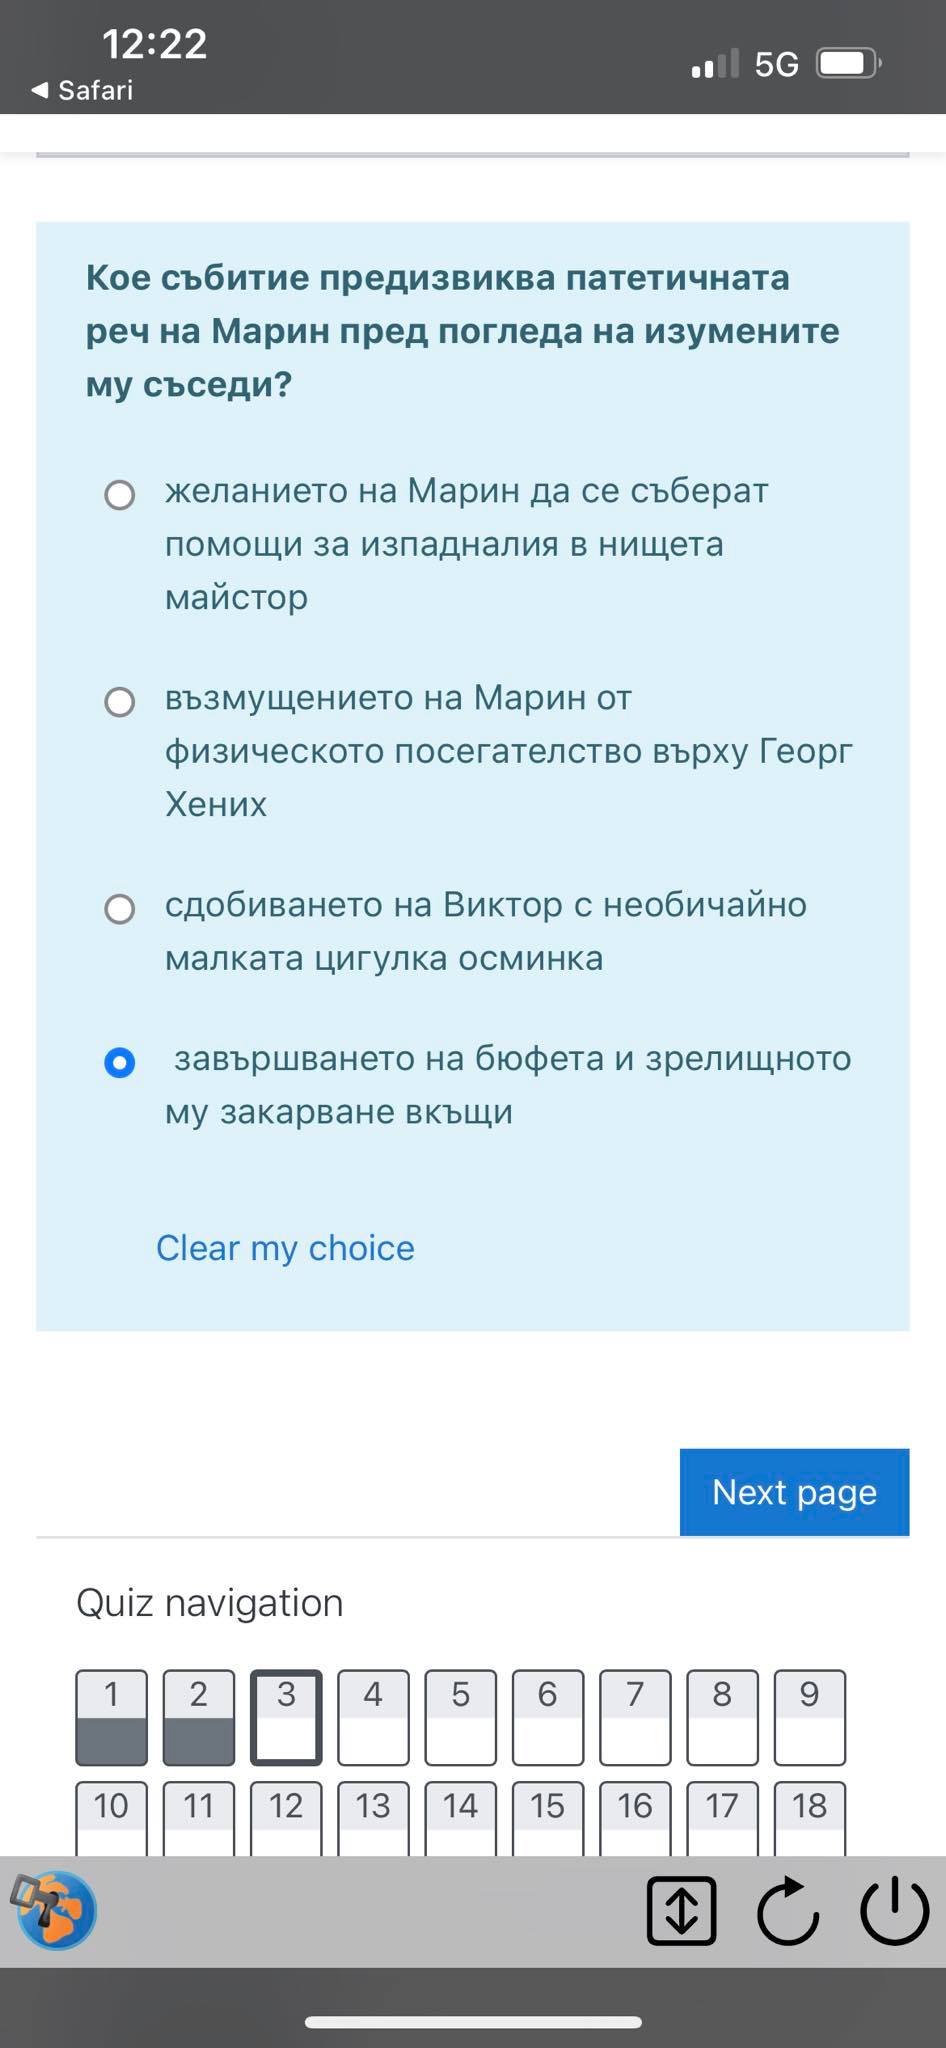 12:22
5G
◀ Safari
Кое събитие предизвиква патетичната
реч на Марин пред погледа на изумените
му съседи?
желанието на Марин да се съберат
помощи за изпадналия в нищета
майстор
възмущението на Марин от
физическото посегателство върху Георг
Хених
сдобиването на Виктор с необичайно
малката цигулка осминка
завършването на бюфета и зрелищното
му закарване вкъщи
Clear my choice
Next page
Quiz navigation
1 2 3 4 5 6 7 8 9
10 11 12 13 14 15 16 17 18